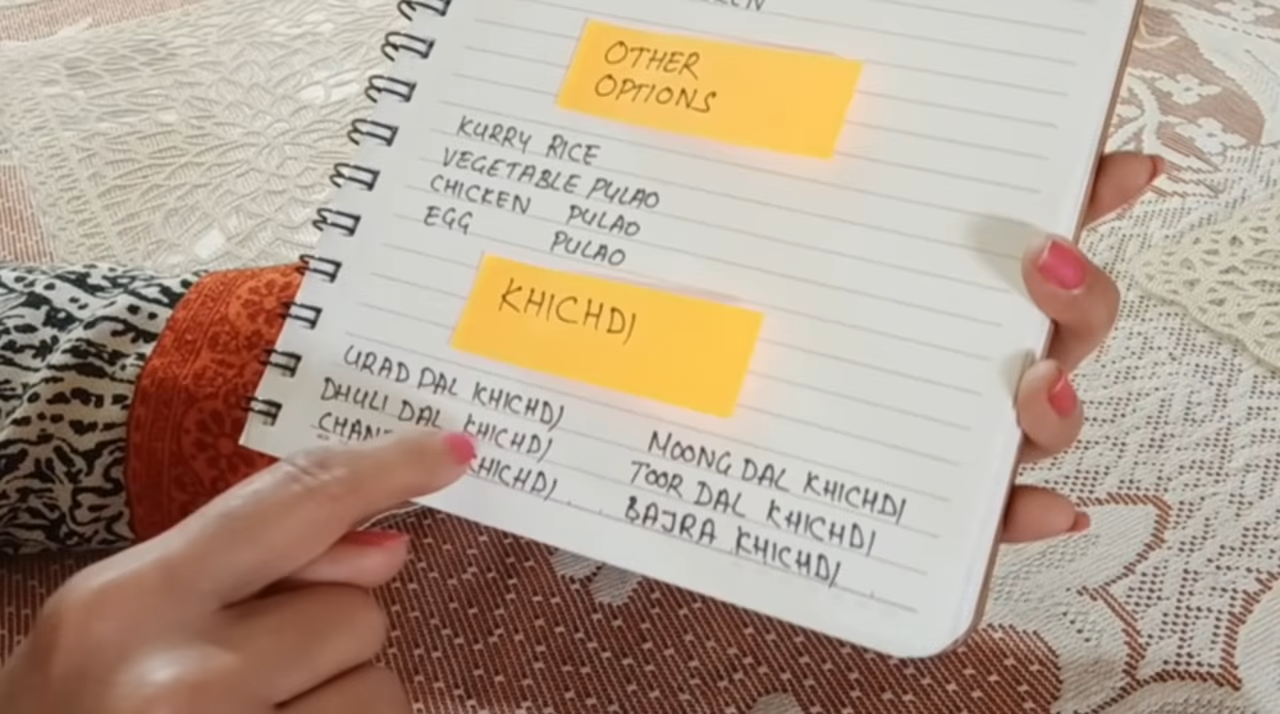 OTHER
OPTIONS
KURRY RICE
VEGETABLE PULAO
CHICKEN PULAO
EGG PULAO
KHICHDI
URAD DAL KHICHDI
DHULI DAL KHICHDI
KHICHDI
MOONG DAL KHICHDI
TOOR DAL KHICHDI
BAJRA KHICHDI